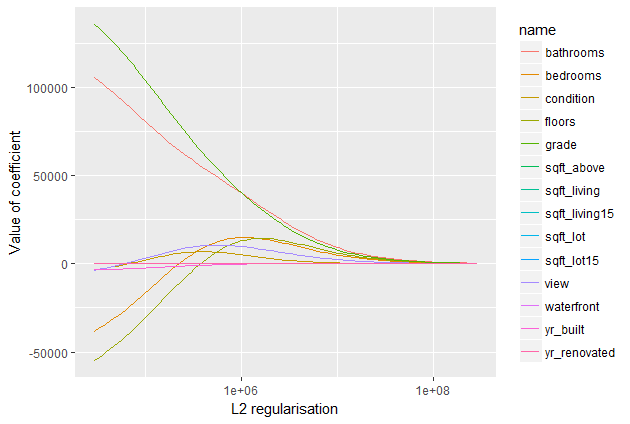 Value of coefficient
100000
50000
0
-50000
1e+06
1e+08
L2 regularisation
name
bathrooms
bedrooms
condition
floors
grade
sqft_above
sqft_living
sqft_living15
sqft_lot
sqft_lot15
view
waterfront
yr_built
yr_renovated